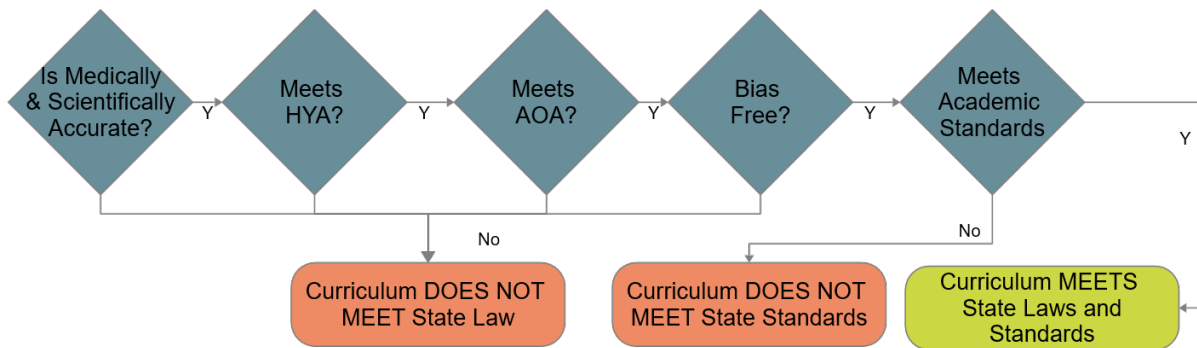 Is Medically
& Scientifically
Accurate?
Y
Meets
HYA?
Y
Meets
AOA?
Y
Bias
Free?
Y
Meets
Academic
Standards
Y
No
No
Curriculum DOES NOT
MEET State Law
Curriculum DOES NOT
MEET State Standards
Curriculum MEETS
State Laws and
Standards